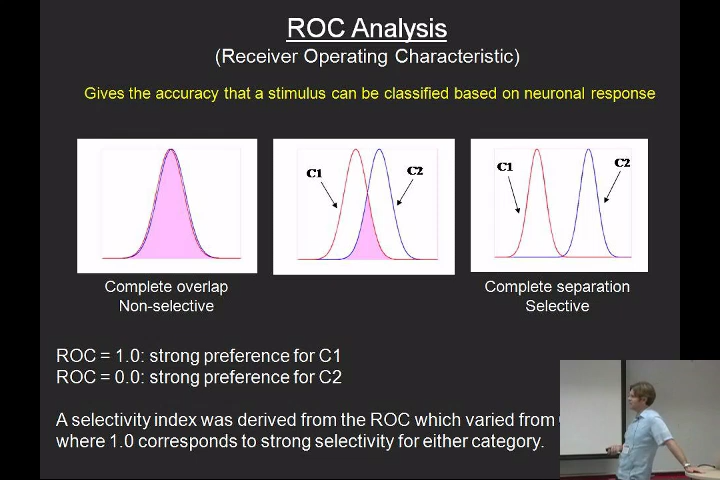 ROC Analysis
(Receiver Operating Characteristic)
Gives the accuracy that a stimulus can be classified based on neuronal response
C1
C2
C1
C2
Complete overlap
Non-selective
Complete separation
Selective
ROC = 1.0: strong preference for C1
ROC = 0.0: strong preference for C2
A selectivity index was derived from the ROC which varied from
where 1.0 corresponds to strong selectivity for either category.